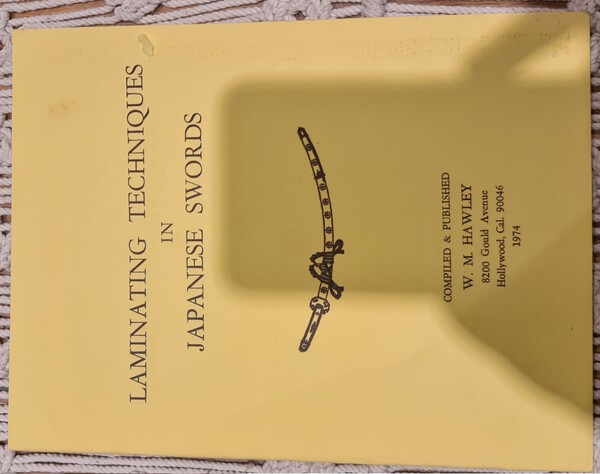 LAMINATING TECHNIQUES
IN
JAPANESE SWORDS
COMPILED & PUBLISHED
W. M. HAWLEY
8200 Gould Avenue
Hollywood, Cal. 90046
1974